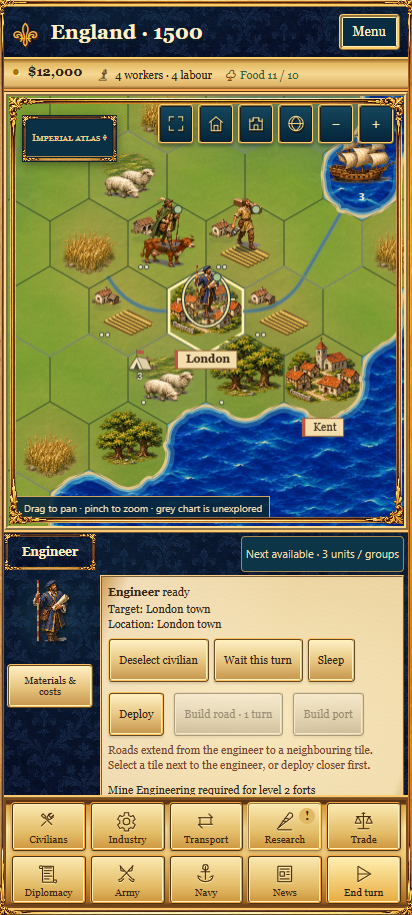 England · 1500
Menu
$12,000
4 workers · 4 labour
Food 11 / 10
Imperial atlas
−
+
3
London
3
Kent
Drag to pan · pinch to zoom · grey chart is unexplored
Engineer
Next available · 3 units / groups
Materials & costs
Engineer ready
Target: London town
Location: London town
Deselect civilian
Wait this turn
Sleep
Deploy
Build road · 1 turn
Build port
Roads extend from the engineer to a neighbouring tile.
Select a tile next to the engineer, or deploy closer first.
Mine Engineering required for level 2 forts
Civilians
Industry
Transport
Research
!
Trade
Diplomacy
Army
Navy
News
End turn